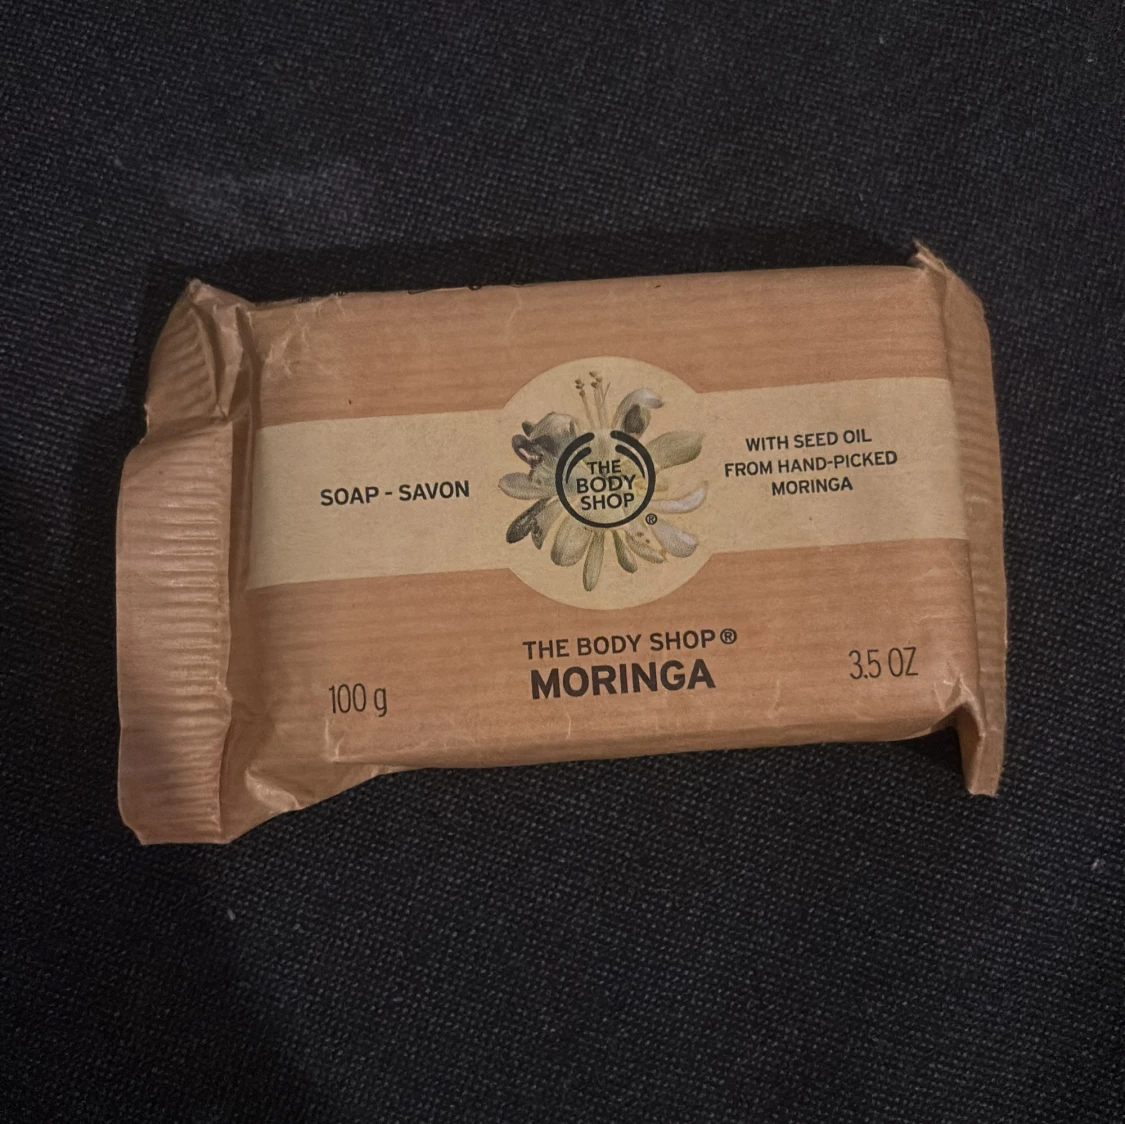 SOAP - SAVON
THE
BODY
SHOP
®
WITH SEED OIL
FROM HAND-PICKED
MORINGA
THE BODY SHOP®
MORINGA
100 g
3.5 OZ